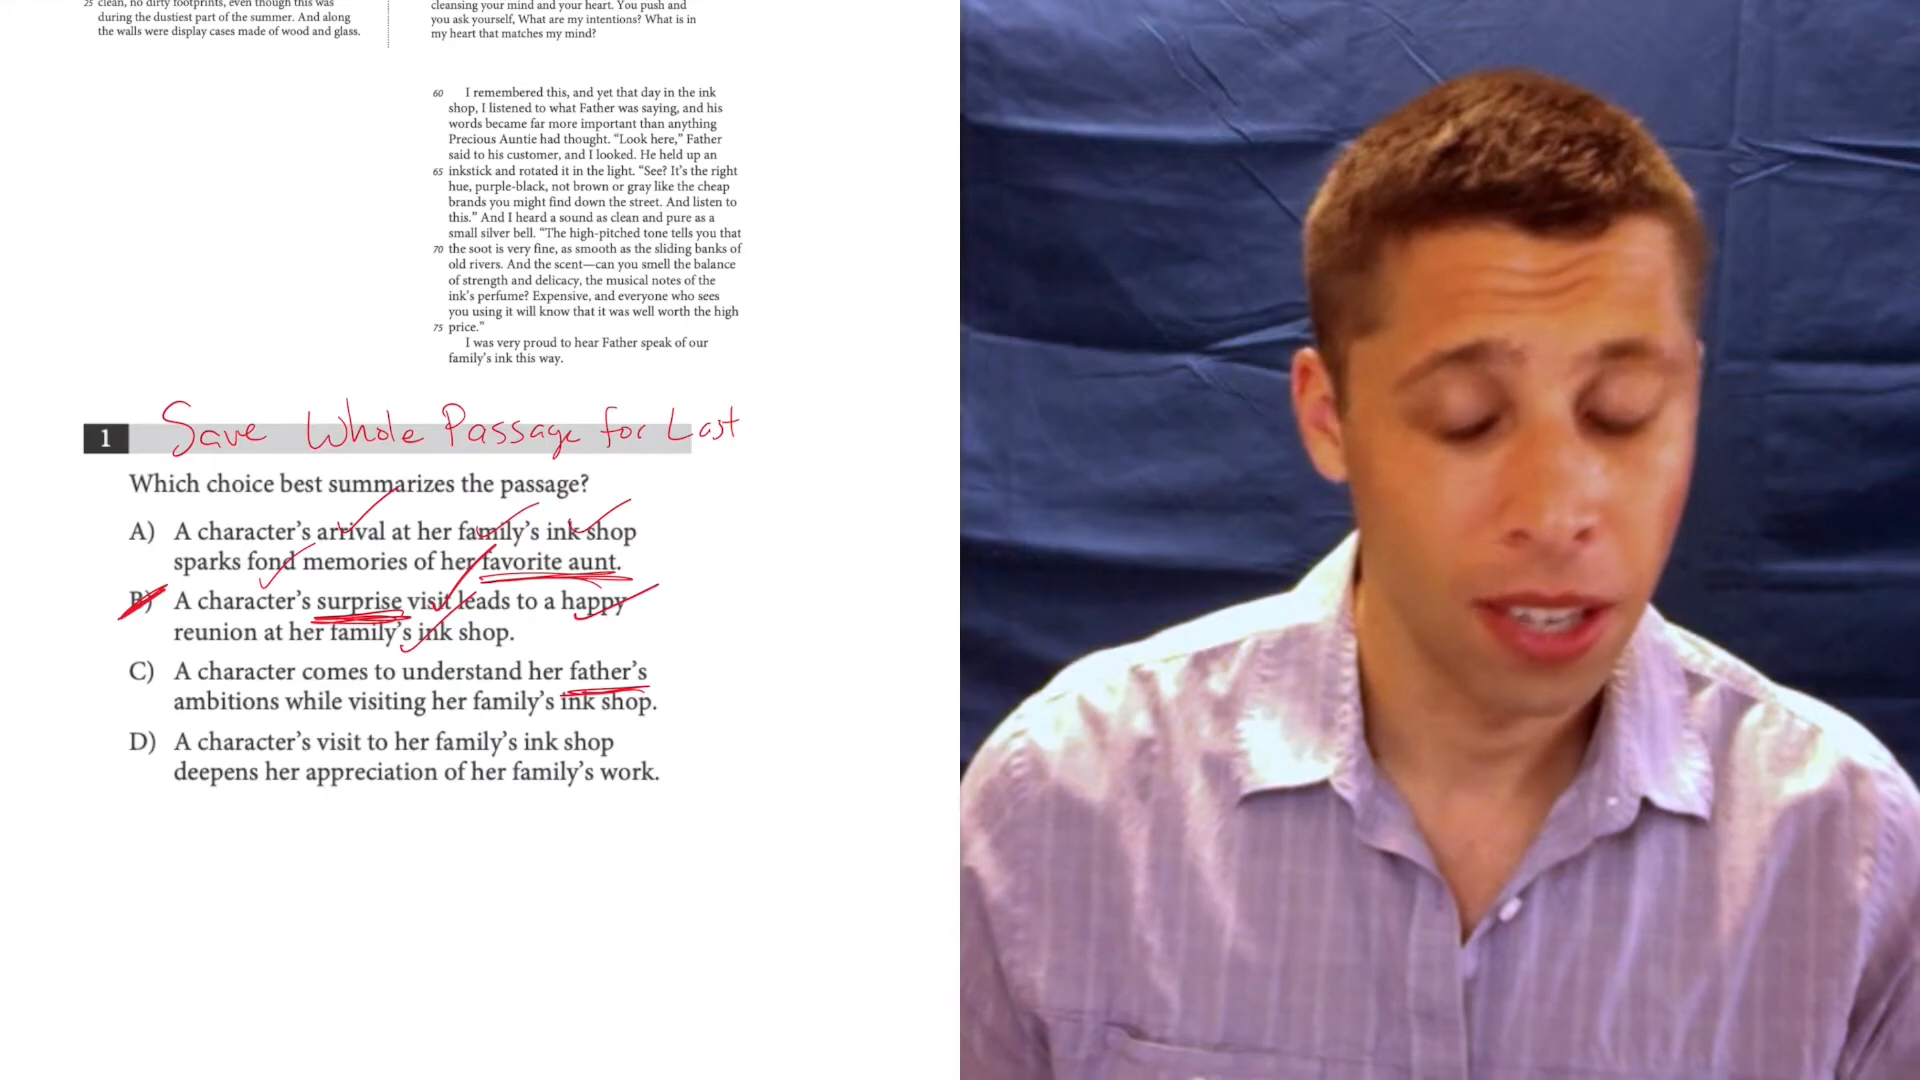 25 clean, no dirty footprints, even though this was
during the dustiest part of the summer. And along
the walls were display cases made of wood and glass.
cleansing your mind and your heart. You push and
you ask yourself, What are my intentions? What is in
my heart that matches my mind?
60 I remembered this, and yet that day in the ink
shop, I listened to what Father was saying, and his
words became far more important than anything
Precious Auntie had thought. “Look here,” Father
said to his customer, and I looked. He held up an
65 inkstick and rotated it in the light. “See? It’s the right
hue, purple-black, not brown or gray like the cheap
brands you might find down the street. And listen to
this.” And I heard a sound as clean and pure as a
small silver bell. “The high-pitched tone tells you that
70 the soot is very fine, as smooth as the sliding banks of
old rivers. And the scent—can you smell the balance
of strength and delicacy, the musical notes of the
ink’s perfume? Expensive, and everyone who sees
you using it will know that it was well worth the high
75 price.”
I was very proud to hear Father speak of our
family’s ink this way.
1 Save Whole Passage for Last
Which choice best summarizes the passage?
A) A character’s arrival at her family’s ink shop
sparks fond memories of her favorite aunt.
B) A character’s surprise visit leads to a happy
reunion at her family’s ink shop.
C) A character comes to understand her father’s
ambitions while visiting her family’s ink shop.
D) A character’s visit to her family’s ink shop
deepens her appreciation of her family’s work.